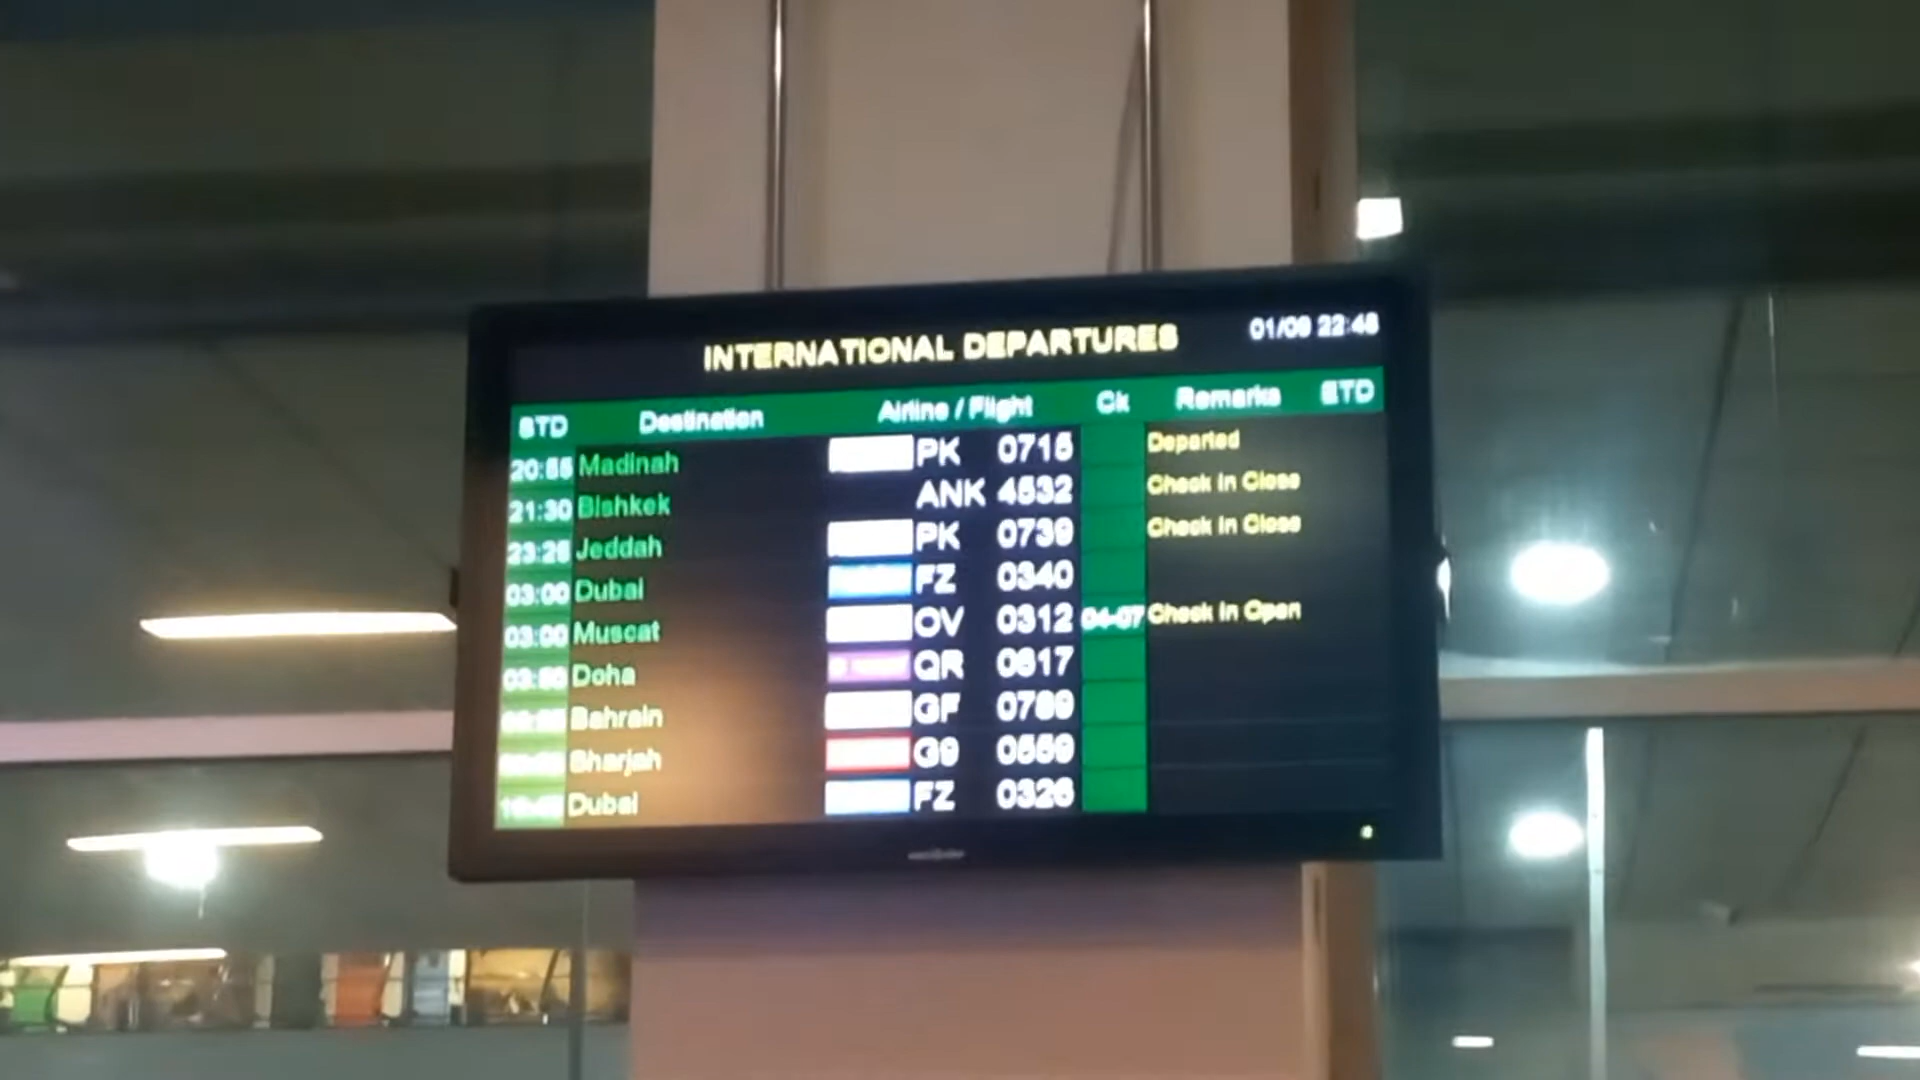 INTERNATIONAL DEPARTURES 01/09 22:48
STD Destination Airline / Flight Ck Remarks ETD
20:55 Madinah PK 0715 Departed
21:30 Bishkek ANK 4532 Check In Close
23:25 Jeddah PK 0739 Check In Close
03:00 Dubai FZ 0340
03:00 Muscat OV 0312 04-07 Check In Open
Doha QR 0617
Bahrain GF 0769
Sharjah G9 0559
Dubai FZ 0326